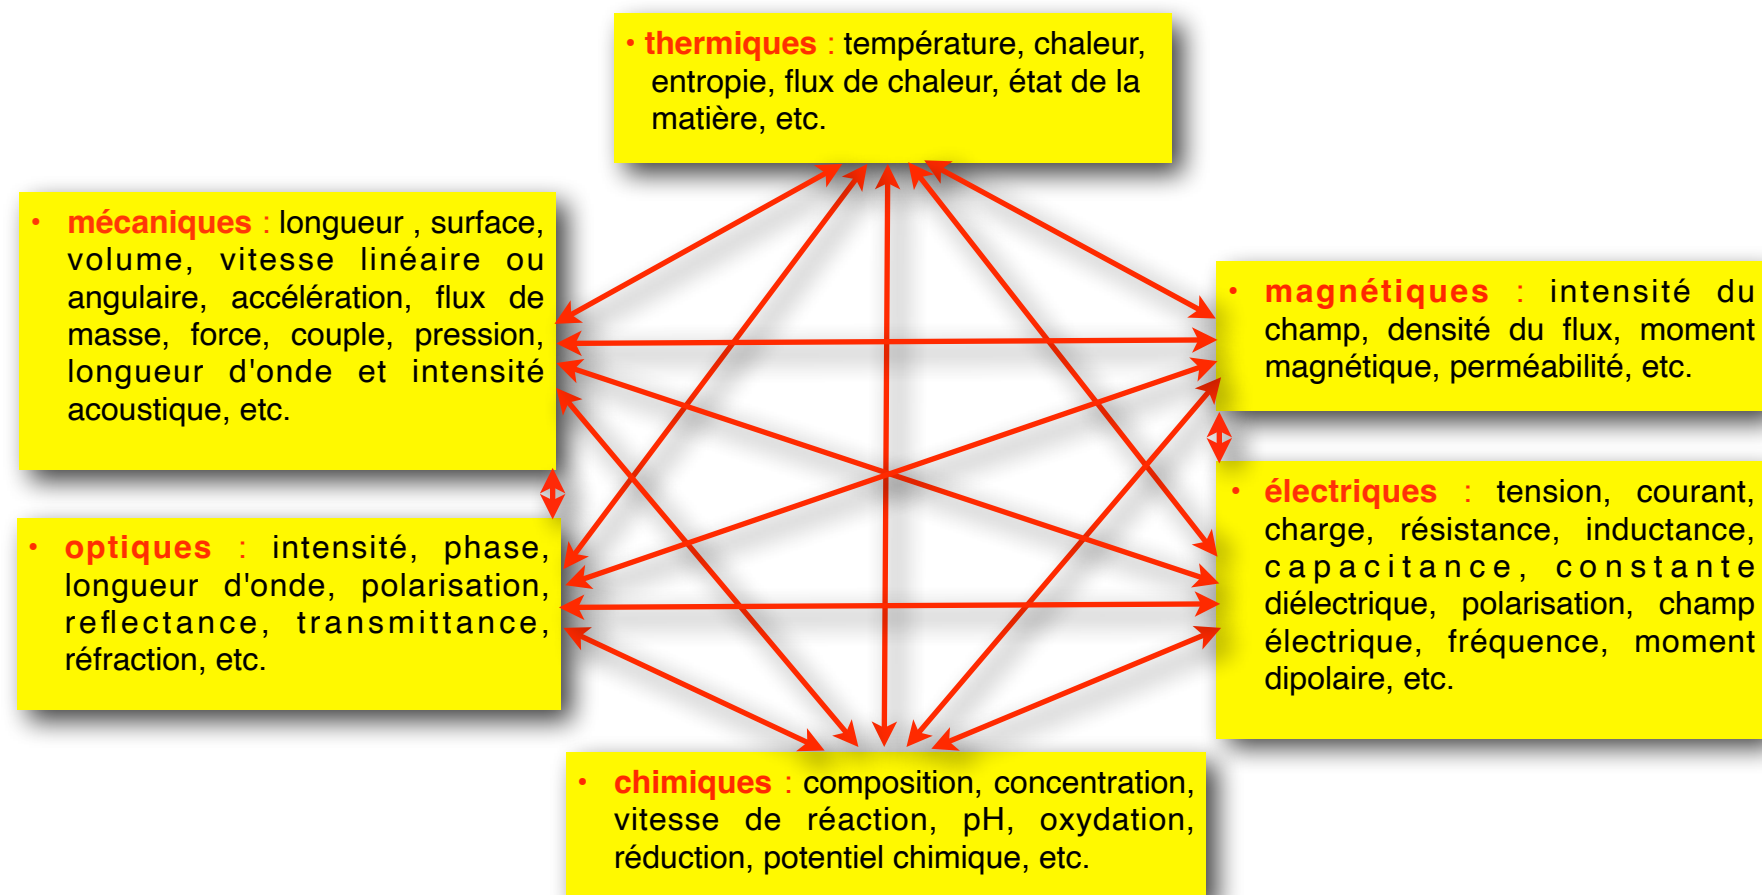 • thermiques : température, chaleur,
entropie, flux de chaleur, état de la
matière, etc.
• mécaniques : longueur , surface,
volume, vitesse linéaire ou
angulaire, accélération, flux de
masse, force, couple, pression,
longueur d'onde et intensité
acoustique, etc.
• magnétiques : intensité du
champ, densité du flux, moment
magnétique, perméabilité, etc.
• optiques : intensité, phase,
longueur d'onde, polarisation,
reflectance, transmittance,
réfraction, etc.
• électriques : tension, courant,
charge, résistance, inductance,
capacitance, constante
diélectrique, polarisation, champ
électrique, fréquence, moment
dipolaire, etc.
• chimiques : composition, concentration,
vitesse de réaction, pH, oxydation,
réduction, potentiel chimique, etc.